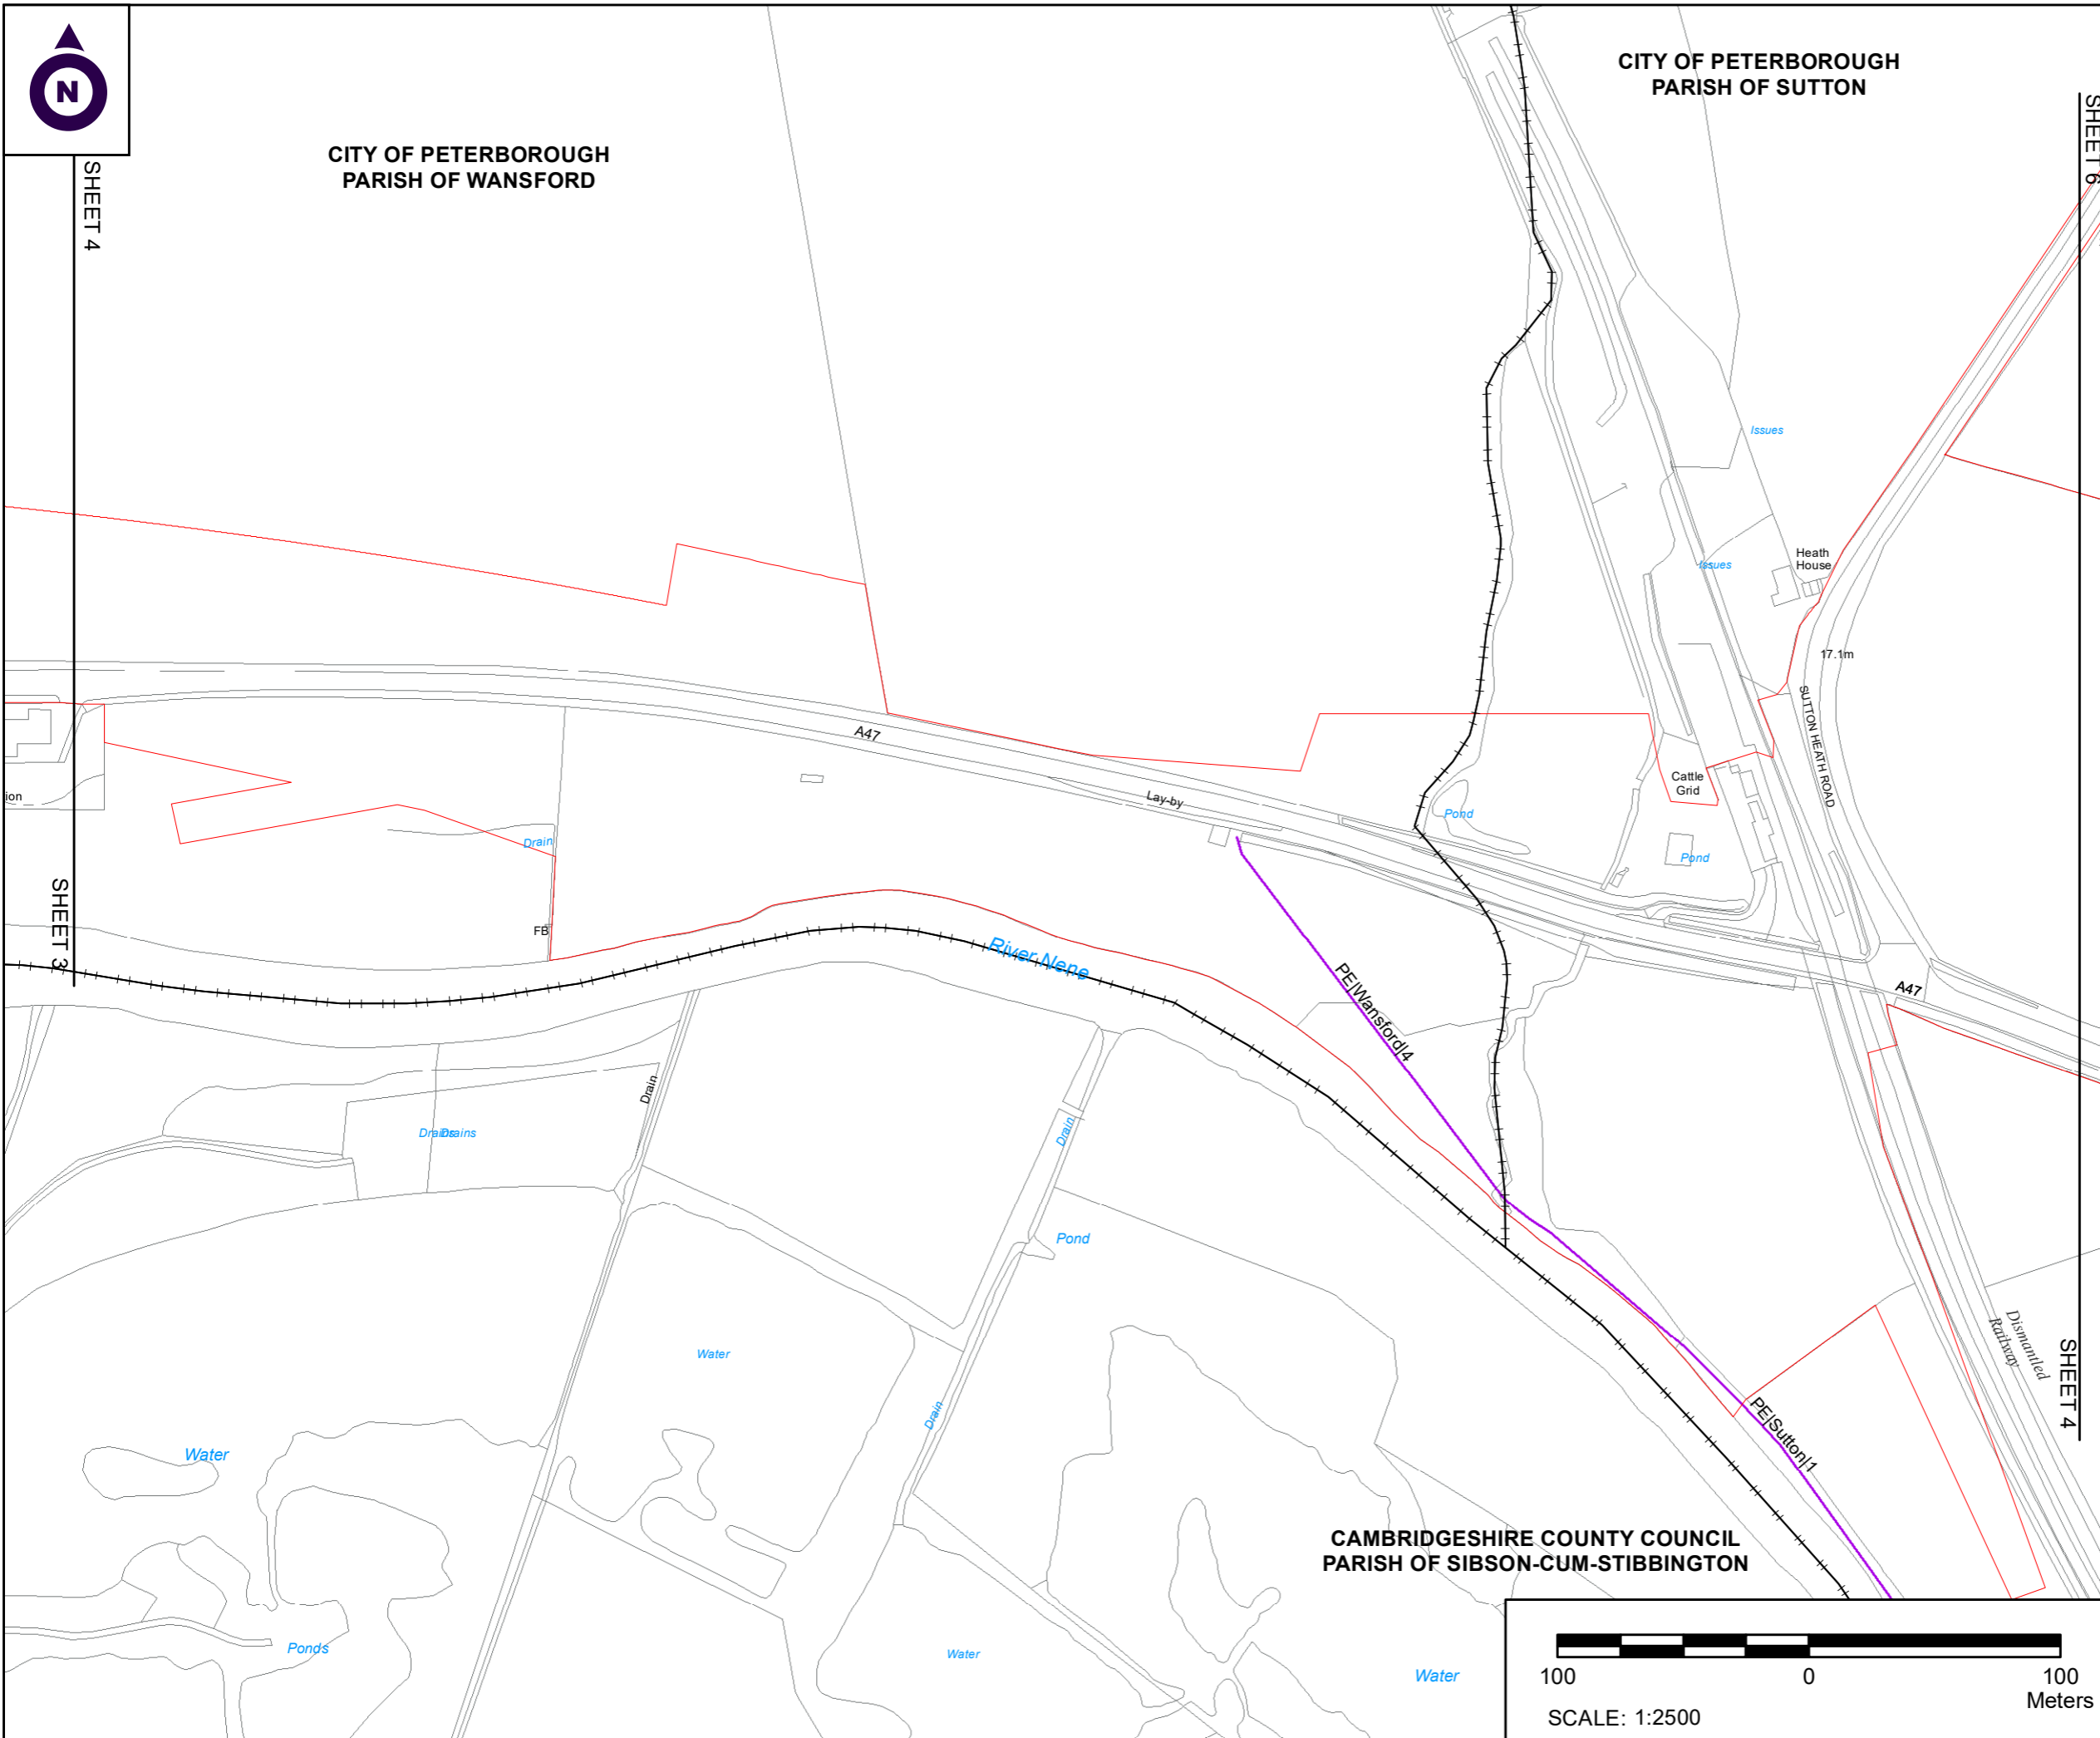 N
CITY OF PETERBOROUGH
PARISH OF SUTTON
SHEET 6
CITY OF PETERBOROUGH
PARISH OF WANSFORD
SHEET 4
Issues
Heath
House
Issues
17.1m
SUTTON HEATH ROAD
A47
Cattle
Grid
ion
Lay-by
Pond
Drain
Pond
SHEET 3
FB
River Nene
PE|Wansford|4
A47
Drain
Drains
Drains
Drain
Pond
Dismantled
Railway
SHEET 4
Water
Drain
PE|Sutton|1
Water
CAMBRIDGESHIRE COUNTY COUNCIL
PARISH OF SIBSON-CUM-STIBBINGTON
Ponds
Water
Water
100
0
100
Meters
SCALE: 1:2500